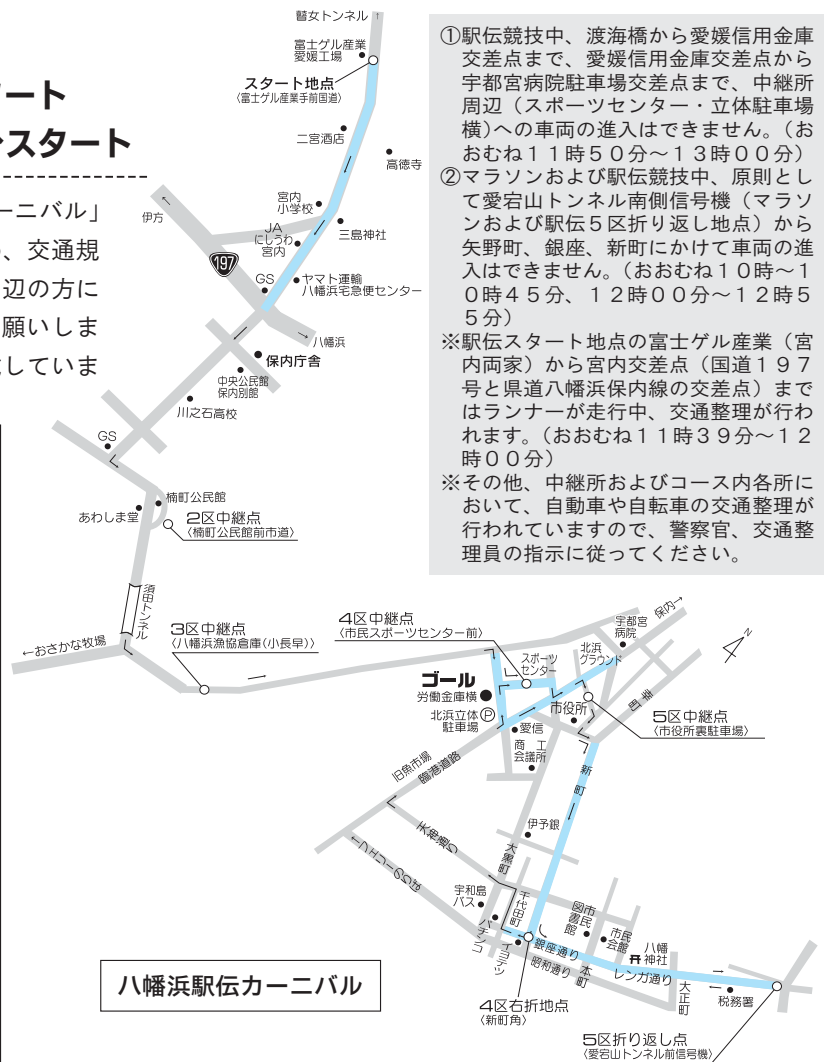 ート
ンスタート
ーニバル」
、交通規
辺の方に
願いしま
施していま
①駅伝競技中、渡海橋から愛媛信用金庫
交差点まで、愛媛信用金庫交差点から
宇都宮病院駐車場交差点まで、中継所
周辺（スポーツセンター・立体駐車場
横）への車両の進入はできません。（お
おむね１１時５０分～１３時００分）
②マラソンおよび駅伝競技中、原則とし
て愛宕山トンネル南側信号機（マラソ
ンおよび駅伝５区折り返し地点）から
矢野町、銀座、新町にかけて車両の進
入はできません。（おおむね１０時～１
０時４５分、１２時００分～１２時５
５分）
※駅伝スタート地点の富士ゲル産業（宮
内両家）から宮内交差点（国道１９７
号と県道八幡浜保内線の交差点）まで
はランナーが走行中、交通整理が行わ
れます。（おおむね１１時３９分～１２
時００分）
※その他、中継所およびコース内各所に
おいて、自動車や自転車の交通整理が
行われていますので、警察官、交通整
理員の指示に従ってください。
瞽女トンネル↑
富士ゲル産業
愛媛工場
スタート地点
〈富士ゲル産業手前国道〉
二宮酒店
高徳寺
宮内
小学校
伊方
三島神社
JA
にしうわ
宮内
197
GS
ヤマト運輸
八幡浜宅急便センター
→八幡浜
保内庁舎
中央公民館
保内別館
川之石高校
GS
楠町公民館
あわしま堂
2区中継点
〈楠町公民館前市道〉
須田トンネル
←おさかな牧場
3区中継点
〈八幡浜漁協倉庫（小長早）〉
4区中継点
〈市民スポーツセンター前〉
保内→
宇都宮
病院
スポーツ
センター
北浜
グラウンド
N
ゴール
労働金庫横
北浜立体
駐車場
P
市役所
幸町
5区中継点
〈市役所裏駐車場〉
愛信
商工
会議所
新町
旧魚市場
臨港道路
伊予銀
天神通り
大黒町
←フェリーのりば
宇和島
バス
千代田町
パチンコ
イヨテツ
図書館
市民
市民
会館
八幡
神社
銀座通り
昭和通り
本町
レンガ通り
大正町
税務署
4区右折地点
〈新町角〉
5区折り返し点
〈愛宕山トンネル前信号機〉
八幡浜駅伝カーニバル